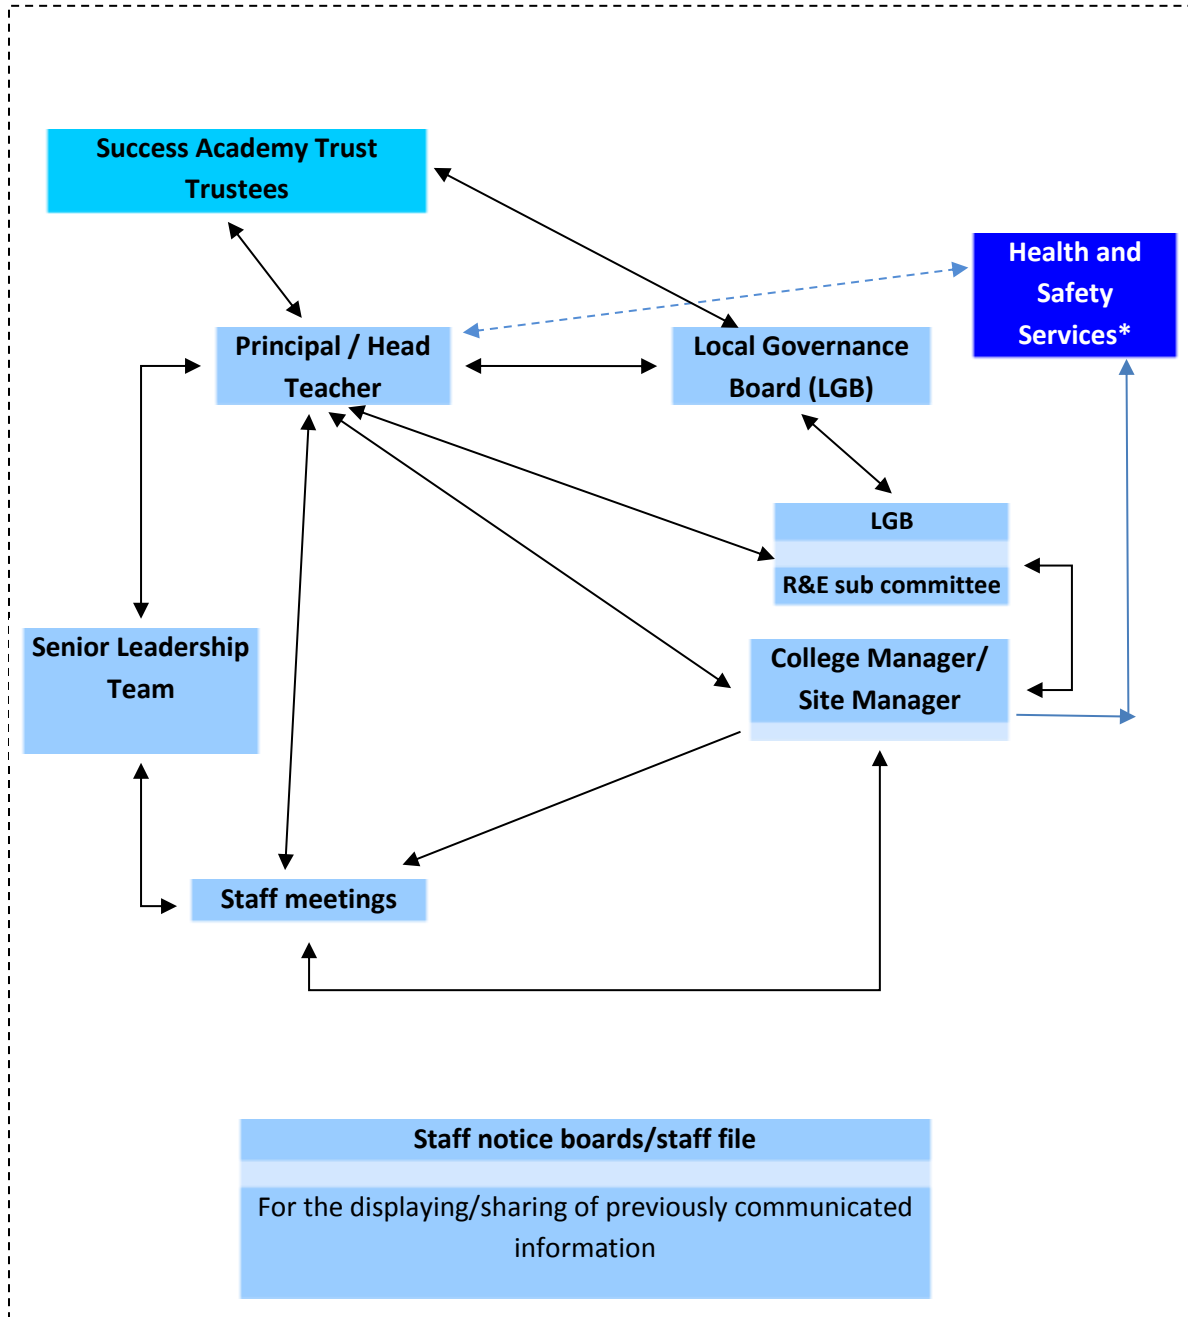 Success Academy Trust
Trustees
Health and
Safety
Services*
Principal / Head
Teacher
Local Governance
Board (LGB)
LGB
R&E sub committee
Senior Leadership
Team
College Manager/
Site Manager
Staff meetings
Staff notice boards/staff file
For the displaying/sharing of previously communicated
information